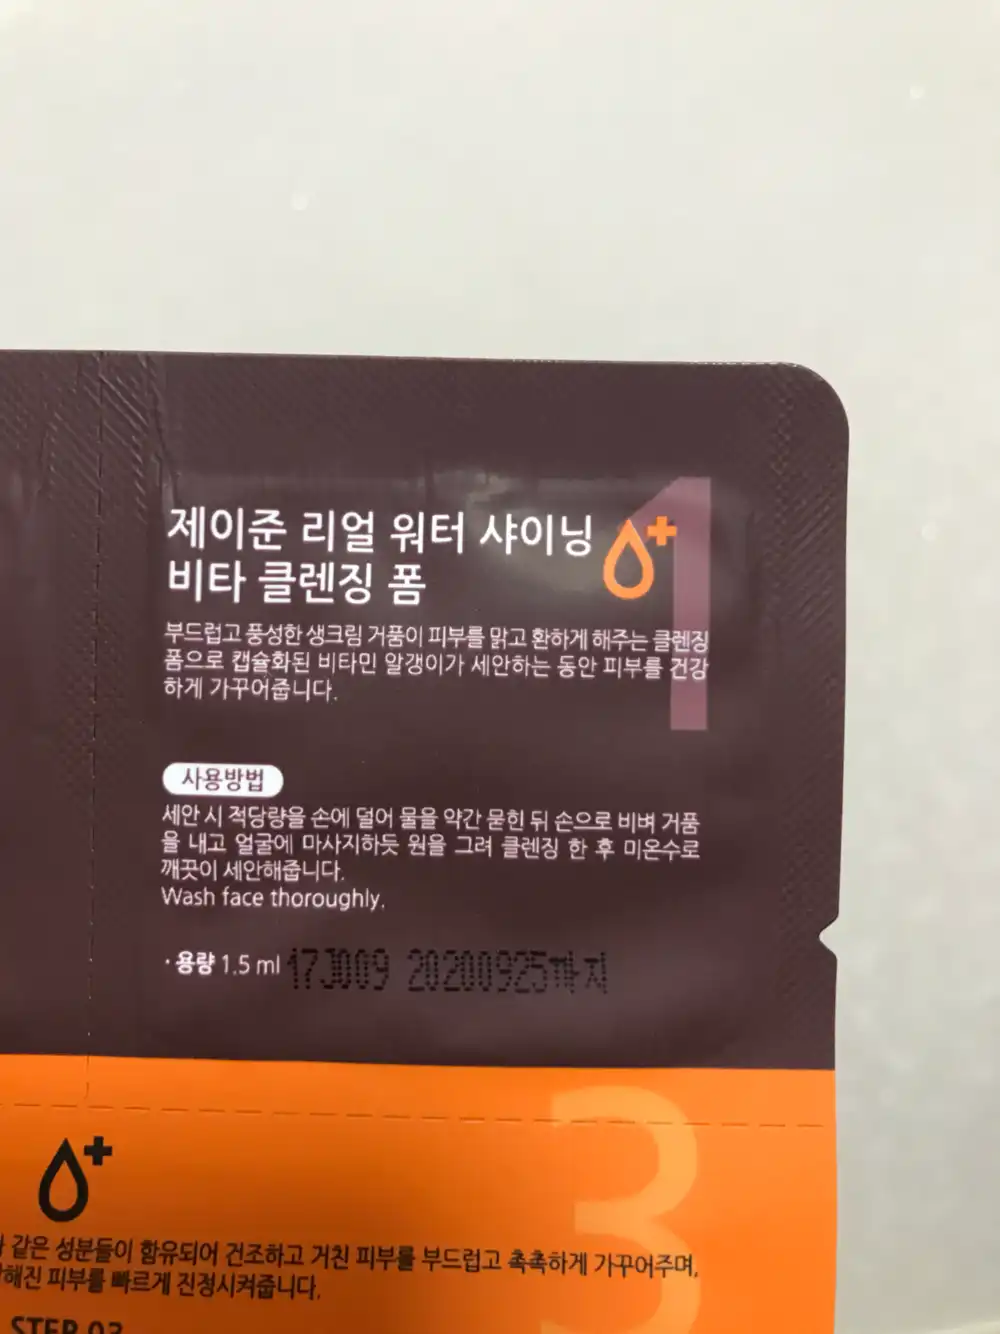 제이준 리얼 워터 샤이닝
비타 클렌징 폼
1
부드럽고 풍성한 생크림 거품이 피부를 맑고 환하게 해주는 클렌징
폼으로 캡슐화된 비타민 알갱이가 세안하는 동안 피부를 건강
하게 가꾸어줍니다.
사용방법
세안 시 적당량을 손에 덜어 물을 약간 묻힌 뒤 손으로 비벼 거품
을 내고 얼굴에 마사지하듯 원을 그려 클렌징 한 후 미온수로
깨끗이 세안해줍니다.
Wash face thoroughly.
· 용량 1.5 ml 17J009 20200925까지
3
같은 성분들이 함유되어 건조하고 거친 피부를 부드럽고 촉촉하게 가꾸어주며,
해진 피부를 빠르게 진정시켜줍니다.
STEP 03